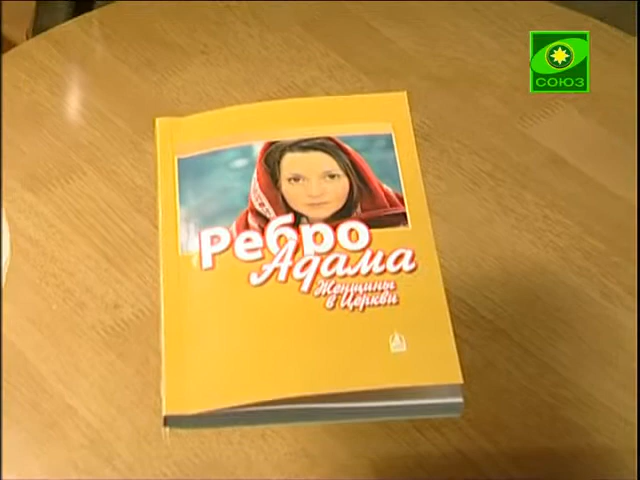 СОЮЗ
Ребро
Адама
Женщины
в Церкви